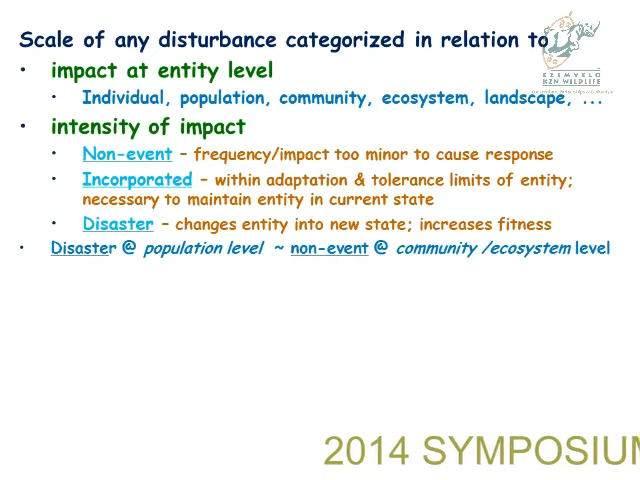 Scale of any disturbance categorized in relation to
• impact at entity level
• Individual, population, community, ecosystem, landscape, ...
• intensity of impact
• Non-event – frequency/impact too minor to cause response
• Incorporated – within adaptation & tolerance limits of entity;
necessary to maintain entity in current state
• Disaster – changes entity into new state; increases fitness
• Disaster @ population level ~ non-event @ community /ecosystem level
EZEMVELO
KZN WILDLIFE
2014 SYMPOSIUM